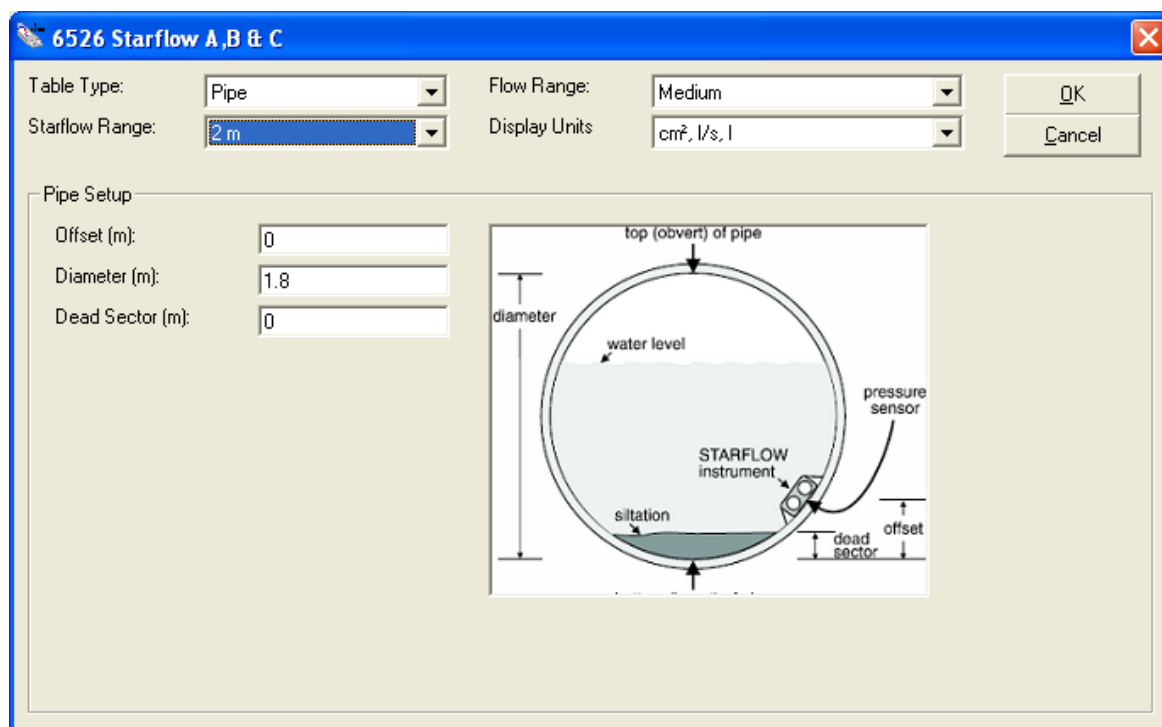 6526 Starflow A,B & C
Table Type: Pipe Flow Range: Medium OK
Starflow Range: 2 m Display Units cm², l/s, l Cancel
Pipe Setup
Offset (m): 0
Diameter (m): 1.8
Dead Sector (m): 0
top (obvert) of pipe
diameter
water level
pressure
sensor
STARFLOW
instrument
siltation
offset
dead
sector